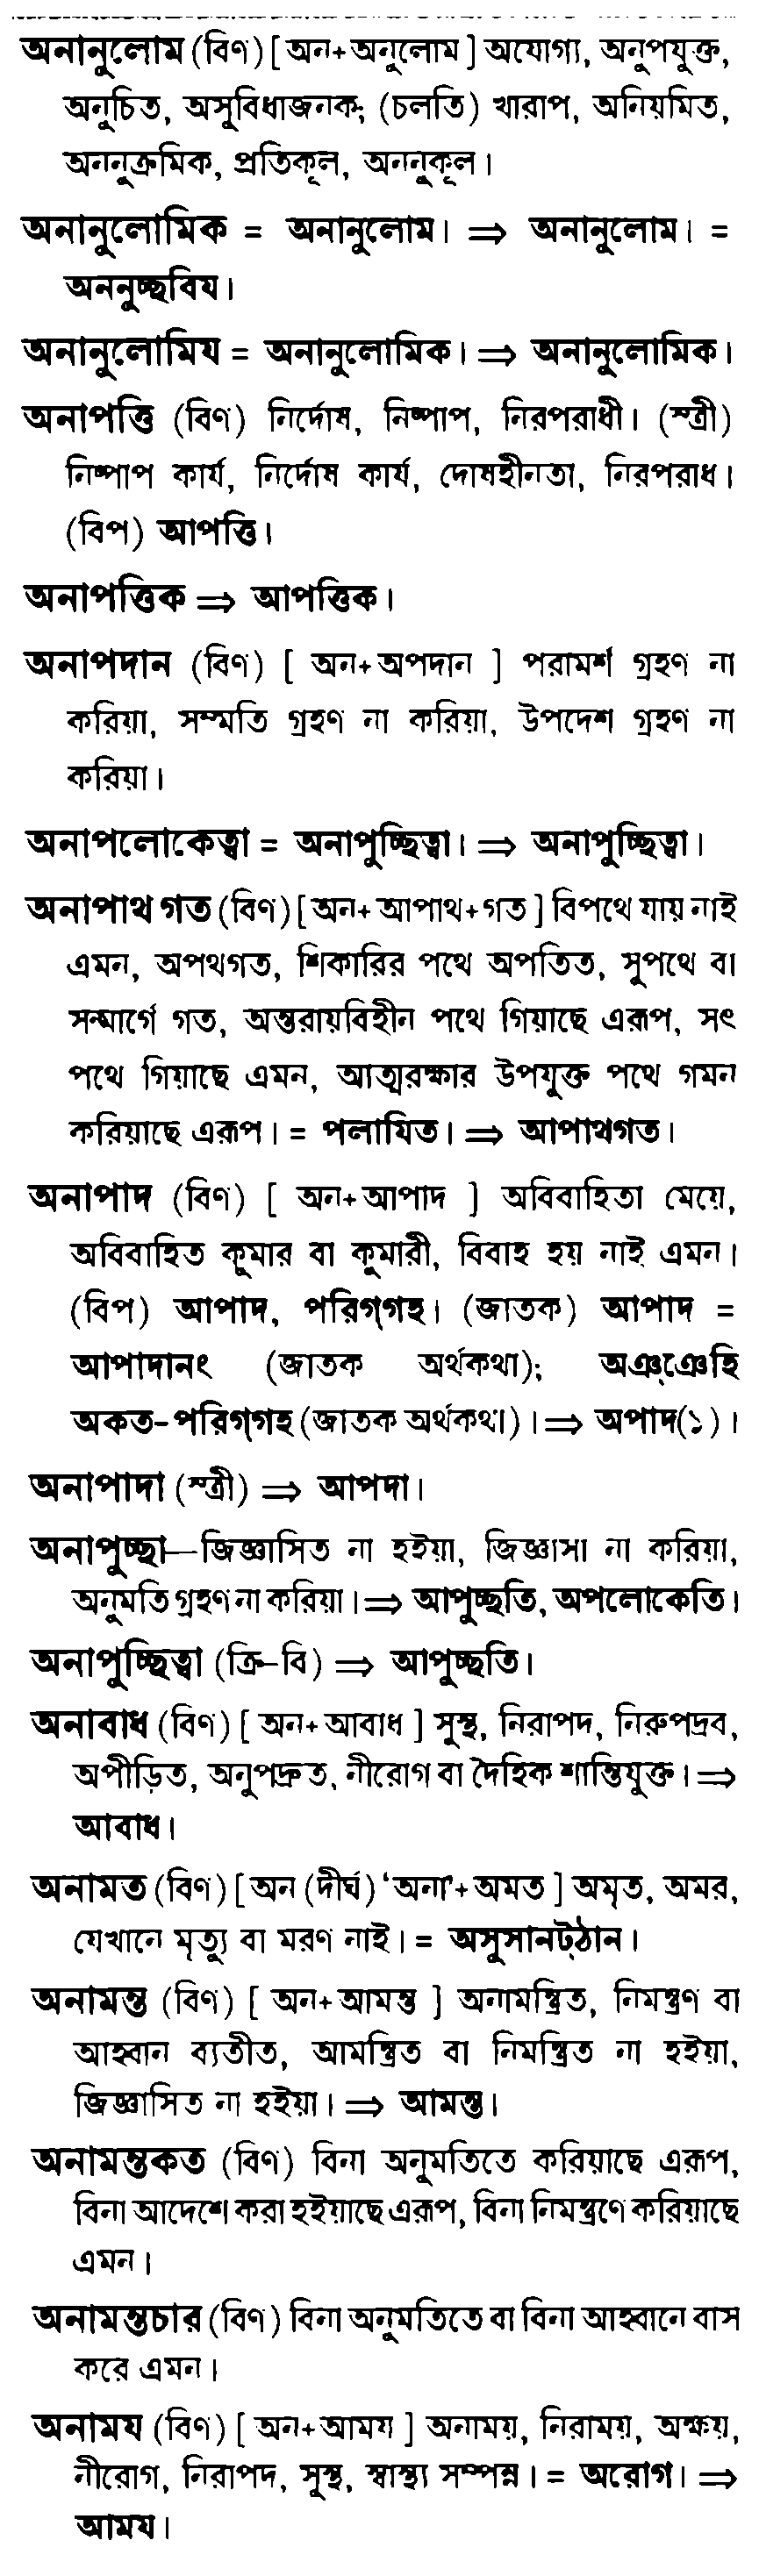 অনানুলোম (বিণ) [ অন+অনুলোম ] অযোগ্য, অনুপযুক্ত,
অনুচিত, অসুবিধাজনক; (চলতি) খারাপ, অনিয়মিত,
অননুক্রমিক, প্রতিকূল, অননুকূল।
অনানুলোমিক = অনানুলোম। ⇒ অনানুলোম। =
অননুচ্ছবিয।
অনানুলোমিয = অনানুলোমিক। ⇒ অনানুলোমিক।
অনাপত্তি (বিণ) নির্দোষ, নিষ্পাপ, নিরপরাধী। (স্ত্রী)
নিষ্পাপ কার্য, নির্দোষ কার্য, দোষহীনতা, নিরপরাধ।
(বিপ) আপত্তি।
অনাপত্তিক ⇒ আপত্তিক।
অনাপদান (বিণ) [ অন+অপদান ] পরামর্শ গ্রহণ না
করিয়া, সম্মতি গ্রহণ না করিয়া, উপদেশ গ্রহণ না
করিয়া।
অনাপলোকেত্বা = অনাপুচ্ছিত্বা। ⇒ অনাপুচ্ছিত্বা।
অনাপাথ গত (বিণ) [ অন+আপাথ+গত ] বিপথে যায় নাই
এমন, অপথগত, শিকারির পথে অপতিত, সুপথে বা
সন্মার্গে গত, অন্তরায়বিহীন পথে গিয়াছে এরূপ, সৎ
পথে গিয়াছে এমন, আত্মরক্ষার উপযুক্ত পথে গমন
করিয়াছে এরূপ। = পলাযিত। ⇒ আপাথগত।
অনাপাদ (বিণ) [ অন+আপাদ ] অবিবাহিতা মেয়ে,
অবিবাহিত কুমার বা কুমারী, বিবাহ হয় নাই এমন।
(বিপ) আপাদ, পরিগ্গহ। (জাতক) আপাদ =
আপাদানং (জাতক অর্থকথা); অঞ্ঞেহি
অকত-পরিগ্গহ (জাতক অর্থকথা)। ⇒ অপাদ(১)।
অনাপাদা (স্ত্রী) ⇒ আপদা।
অনাপুচ্ছা—জিজ্ঞাসিত না হইয়া, জিজ্ঞাসা না করিয়া,
অনুমতি গ্রহণ না করিয়া। ⇒ আপুচ্ছতি, অপলোকেতি।
অনাপুচ্ছিত্বা (ক্রি-বি) ⇒ আপুচ্ছতি।
অনাবাধ (বিণ) [ অন+আবাধ ] সুস্থ, নিরাপদ, নিরুপদ্রব,
অপীড়িত, অনুপদ্রুত, নীরোগ বা দৈহিক শান্তিযুক্ত। ⇒
আবাধ।
অনামত (বিণ) [ অন (দীর্ঘ) 'অনা'+অমত ] অমৃত, অমর,
যেখানে মৃত্যু বা মরণ নাই। = অসুসানট্ঠান।
অনামন্ত (বিণ) [ অন+আমন্ত ] অনামন্ত্রিত, নিমন্ত্রণ বা
আহ্বান ব্যতীত, আমন্ত্রিত বা নিমন্ত্রিত না হইয়া,
জিজ্ঞাসিত না হইয়া। ⇒ আমন্ত।
অনামন্তকত (বিণ) বিনা অনুমতিতে করিয়াছে এরূপ,
বিনা আদেশে করা হইয়াছে এরূপ, বিনা নিমন্ত্রণে করিয়াছে
এমন।
অনামন্তচার (বিণ) বিনা অনুমতিতে বা বিনা আহ্বানে বাস
করে এমন।
অনাময (বিণ) [ অন+আময ] অনাময়, নিরাময়, অক্ষয়,
নীরোগ, নিরাপদ, সুস্থ, স্বাস্থ্য সম্পন্ন। = অরোগ। ⇒
আময।